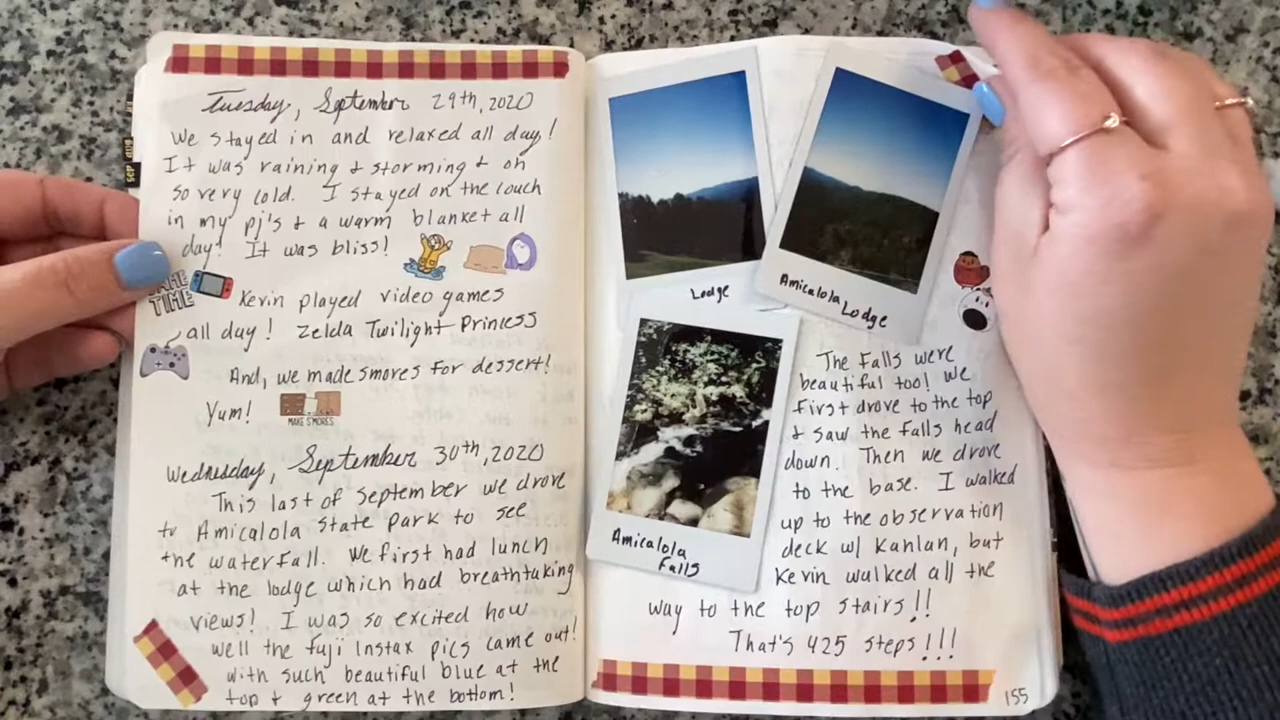 Tuesday, September 29th, 2020
We stayed in and relaxed all day!
It was raining & storming & oh
so very cold. I stayed on the couch
in my pj's & a warm blanket all
day! It was bliss!
TIME
Kevin played video games
all day! Zelda Twilight Princess
And, we made smores for dessert!
Yum!
MAKE S'MORES
Wednesday, September 30th, 2020
This last of september we drove
to Amicalola State Park to see
the waterfall. We first had lunch
at the lodge which had breathtaking
views! I was so excited how
well the fuji Instax pics came out!
with such beautiful blue at the
top & green at the bottom!
aug
sep
Lodge
Amicalola
Lodge
Amicalola
Falls
The Falls were
beautiful too! We
first drove to the top
& saw the falls head
down. Then we drove
to the base. I walked
up to the observation
deck w/ Kahlan, but
Kevin walked all the
way to the top stairs!!
That's 425 steps!!!
155